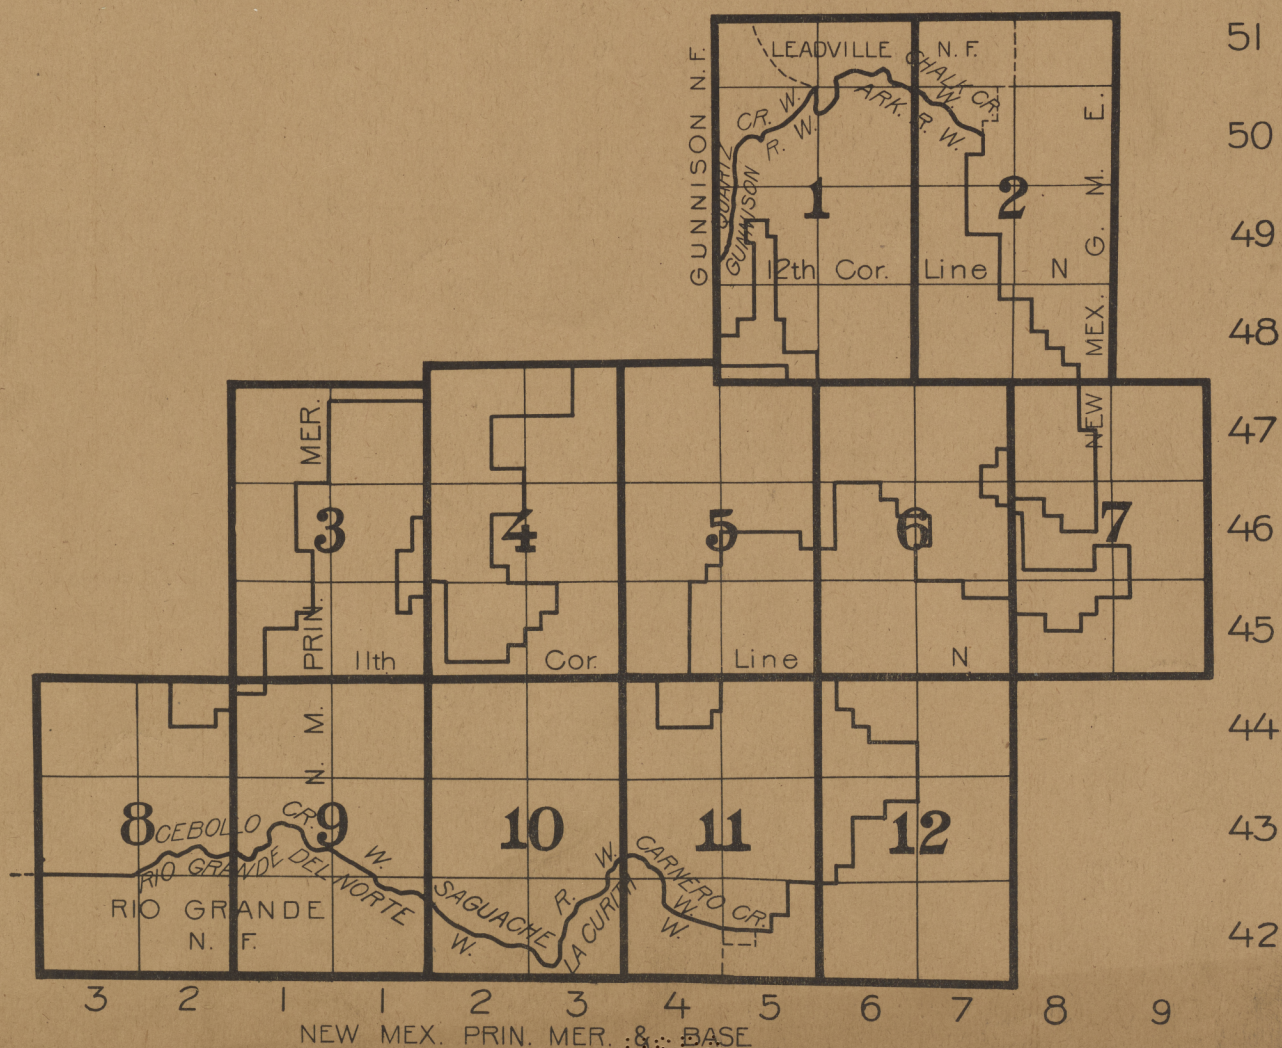 51
LEADVILLE N. F.
GUNNISON N. F.
CHALK CR.
W.
QUARTZ CR. W.
GUNNISON R. W.
ARK. R. W.
50
1
2
49
12th Cor. Line N
NEW MEX. G. M. E.
48
47
N. M. PRIN. MER.
3
4
5
6
7
46
45
11th Cor. Line N
44
8
9
10
11
12
43
CEBOLLO CR. W.
RIO GRANDE DEL NORTE W.
SAGUACHE R. W.
LA CURITI W.
CARNERO CR. W.
RIO GRANDE
N. F.
42
3 2 1 1 2 3 4 5 6 7 8 9
NEW MEX. PRIN. MER. & BASE